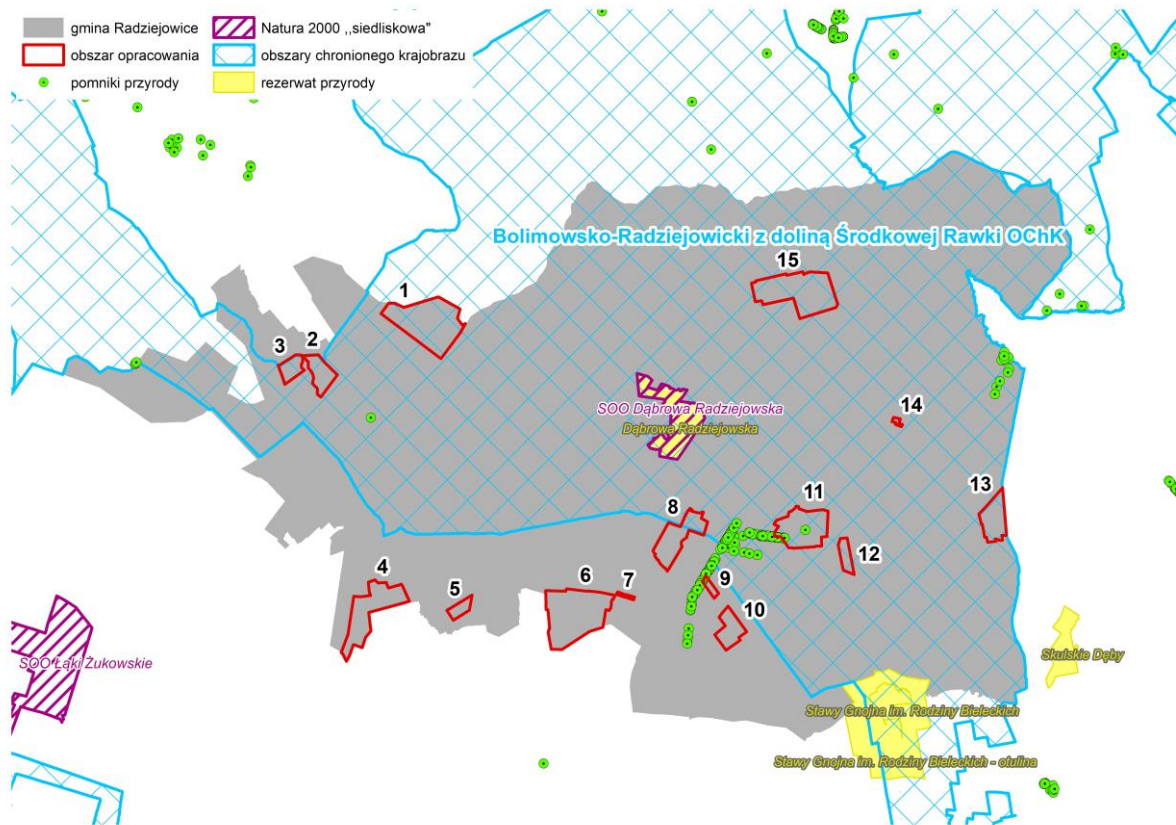 gmina Radziejowice
Natura 2000 ,,siedliskowa"
obszar opracowania
obszary chronionego krajobrazu
pomniki przyrody
rezerwat przyrody
Bolimowsko-Radziejowicki z doliną Środkowej Rawki OChK
15
1
3
2
SOO Dąbrowa Radziejowska
Dąbrowa Radziejowska
14
13
11
8
12
4
5
6
7
9
10
SOO Łąki Żukowskie
Skulskie Dęby
Stawy Gnojna im. Rodziny Bieleckich
Stawy Gnojna im. Rodziny Bieleckich - otulina